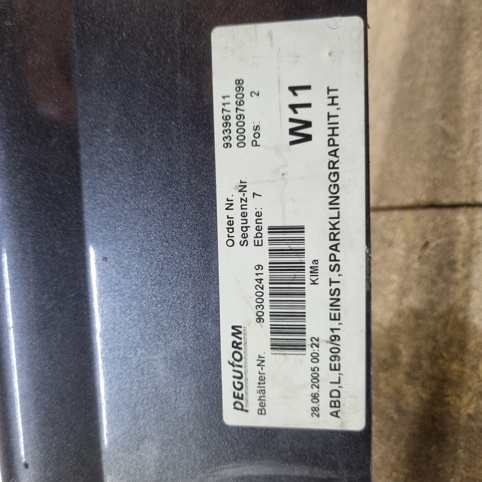 PEGUFORM
Order Nr. 93396711
Behälter-Nr. 903002419 Sequenz-Nr 0000976098
Ebene: 7 Pos: 2
28.06.2005 00:22 KIMa W11
ABD,L,E90/91,EINST,SPARKLINGGRAPHIT,HT